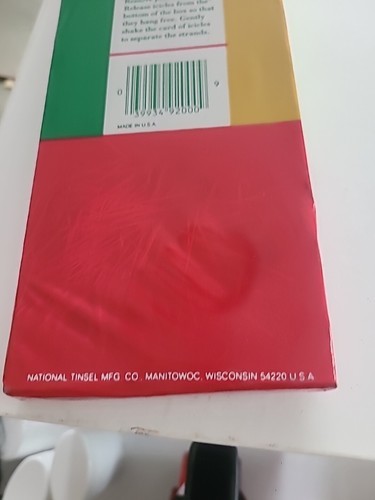 Release icicles from the
bottom of the box so that
they hang free. Gently
shake the card of icicles
to separate the strands.
0 39934 92000 9
MADE IN U.S.A.
NATIONAL TINSEL MFG. CO., MANITOWOC, WISCONSIN 54220 U S A